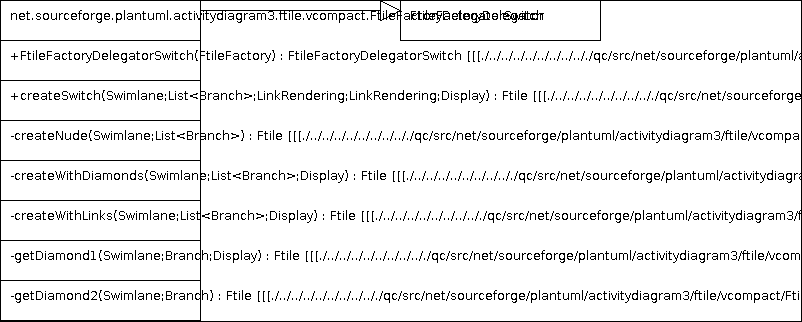 net.sourceforge.plantuml.activitydiagram3.ftile.vcompact.FtileFactoryDelegatorSwitch
FtileFactoryDelegator
+FtileFactoryDelegatorSwitch(FtileFactory) : FtileFactoryDelegatorSwitch [[[./../../../../../../../../../qc/src/net/sourceforge/plantuml/a
+createSwitch(Swimlane;List<Branch>;LinkRendering;LinkRendering;Display) : Ftile [[[./../../../../../../../../../qc/src/net/sourceforge
-createNude(Swimlane;List<Branch>) : Ftile [[[./../../../../../../../../../qc/src/net/sourceforge/plantuml/activitydiagram3/ftile/vcompa
-createWithDiamonds(Swimlane;List<Branch>;Display) : Ftile [[[./../../../../../../../../../qc/src/net/sourceforge/plantuml/activitydiagra
-createWithLinks(Swimlane;List<Branch>;Display) : Ftile [[[./../../../../../../../../../qc/src/net/sourceforge/plantuml/activitydiagram3/f
-getDiamond1(Swimlane;Branch;Display) : Ftile [[[./../../../../../../../../../qc/src/net/sourceforge/plantuml/activitydiagram3/ftile/vcom
-getDiamond2(Swimlane;Branch) : Ftile [[[./../../../../../../../../../qc/src/net/sourceforge/plantuml/activitydiagram3/ftile/vcompact/Fti